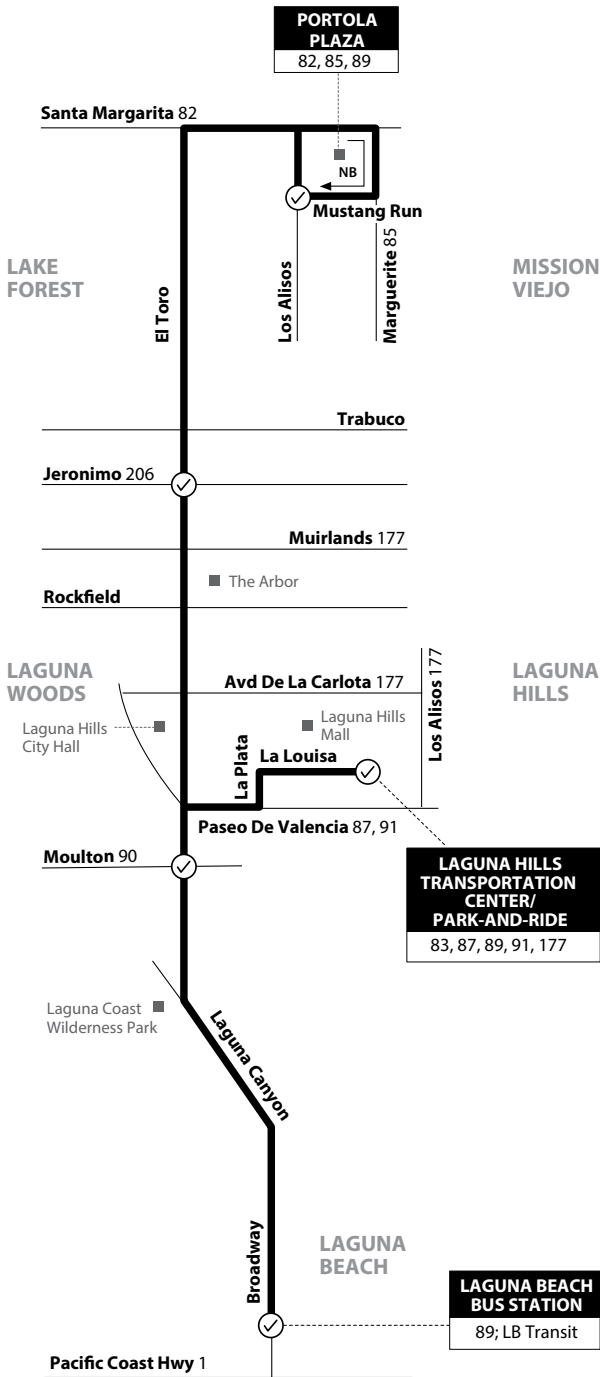 PORTOLA
PLAZA
82, 85, 89
Santa Margarita 82
NB
Mustang Run
LAKE
FOREST
El Toro
Los Alisos
Marguerite 85
MISSION
VIEJO
Trabuco
Jeronimo 206
Muirlands 177
The Arbor
Rockfield
LAGUNA
WOODS
Avd De La Carlota 177
Los Alisos 177
LAGUNA
HILLS
Laguna Hills
City Hall
Laguna Hills
Mall
La Plata
La Louisa
Paseo De Valencia 87, 91
Moulton 90
LAGUNA HILLS
TRANSPORTATION
CENTER/
PARK-AND-RIDE
83, 87, 89, 91, 177
Laguna Coast
Wilderness Park
Laguna Canyon
Broadway
LAGUNA
BEACH
LAGUNA BEACH
BUS STATION
89; LB Transit
Pacific Coast Hwy 1